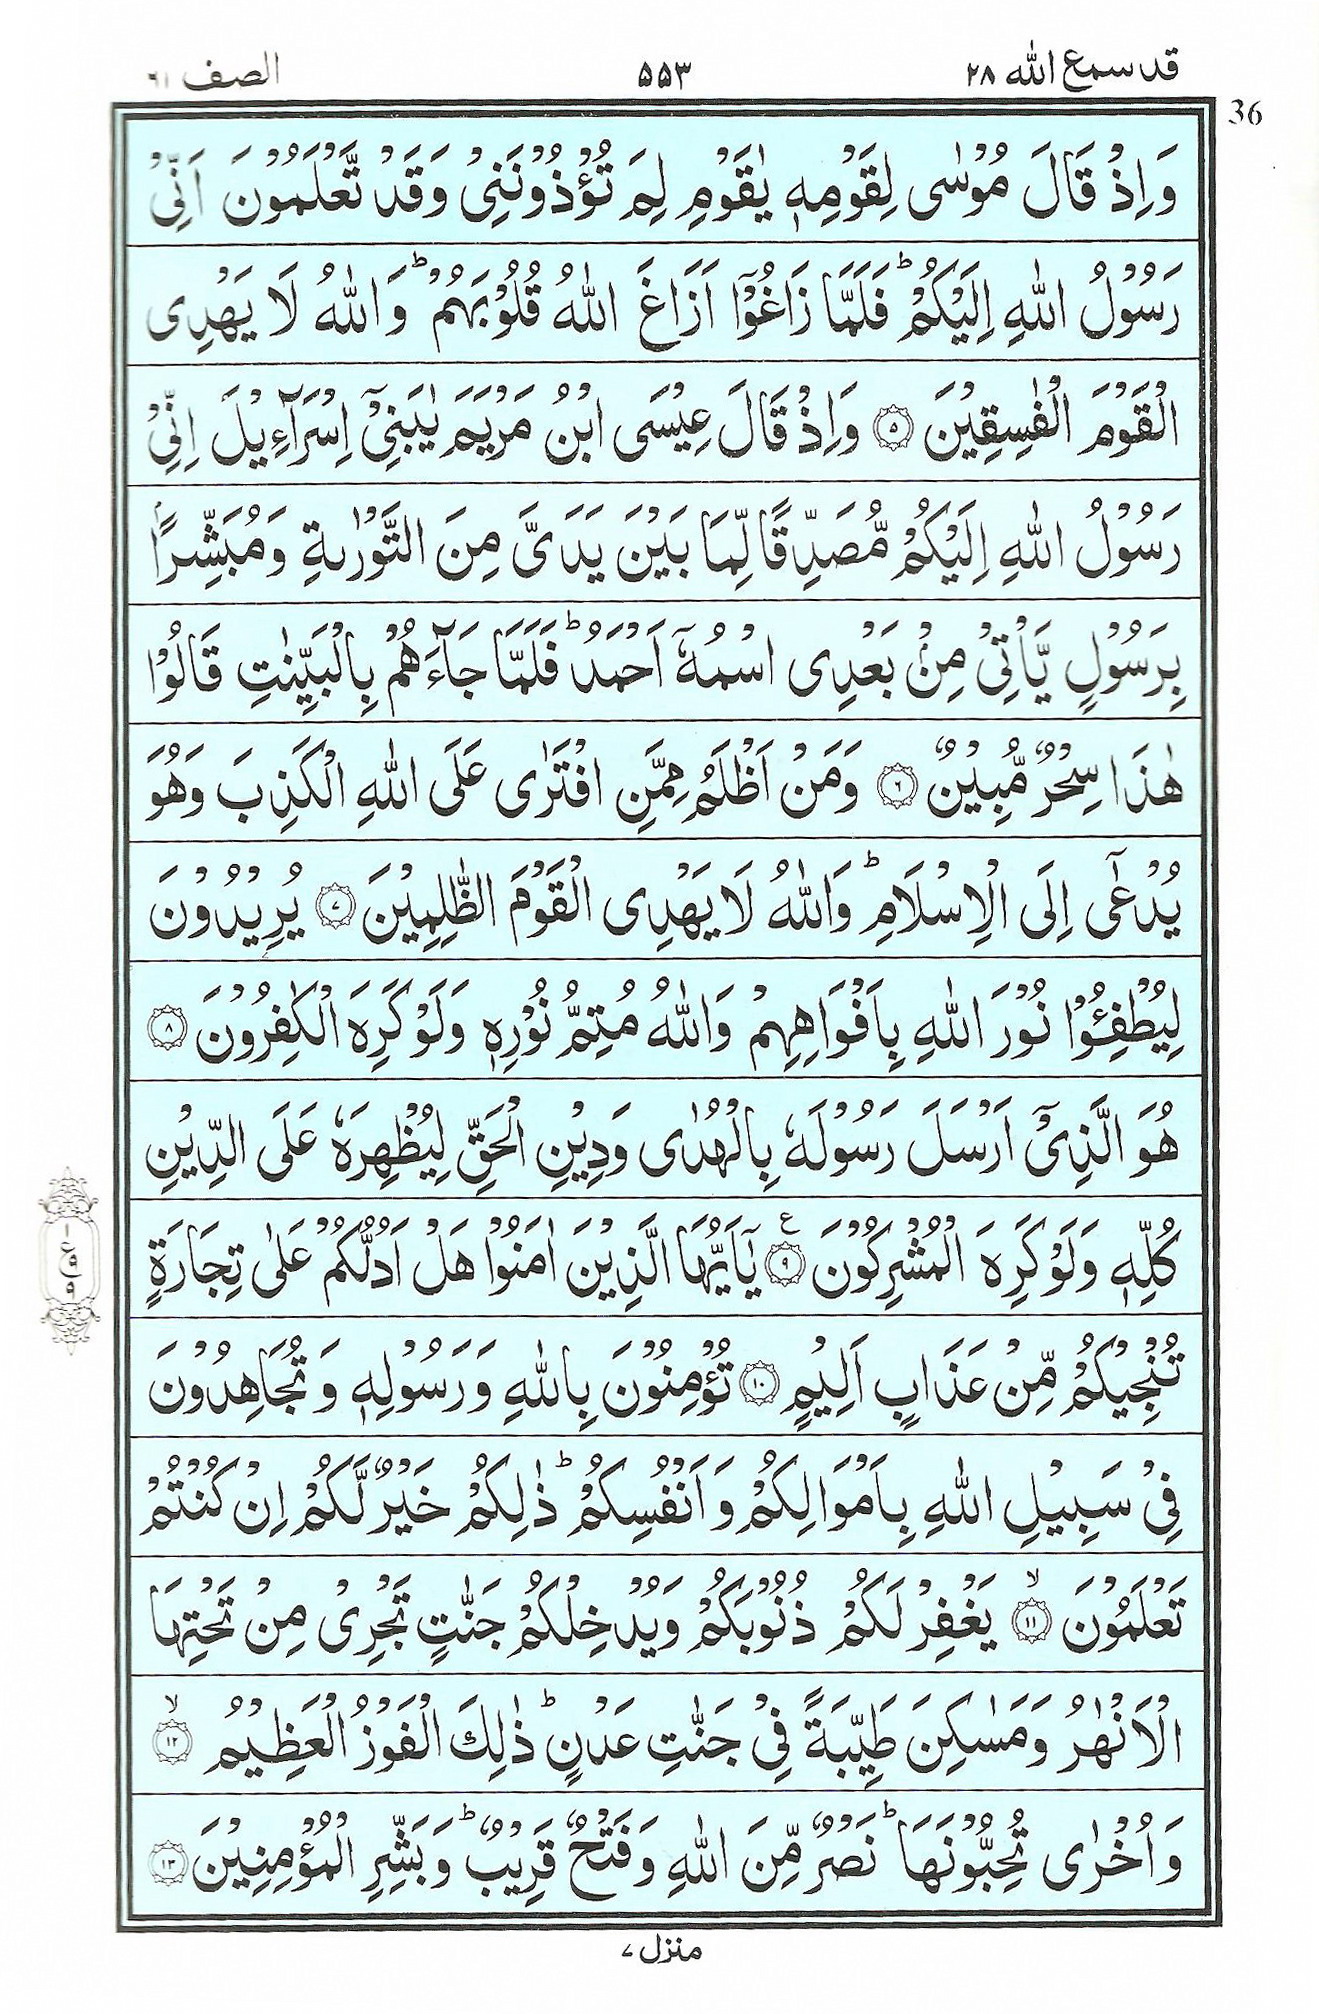 قد سمع الله ٢٨
٥٥٣
الصف ٦١
36
وَاِذْ قَالَ مُوْسٰى لِقَوْمِهٖ يٰقَوْمِ لِمَ تُؤْذُوْنَنِيْ وَقَدْ تَّعْلَمُوْنَ اَنِّيْ
رَسُوْلُ اللّٰهِ اِلَيْكُمْ ؕ فَلَمَّا زَاغُوْۤا اَزَاغَ اللّٰهُ قُلُوْبَهُمْ ؕ وَاللّٰهُ لَا يَهْدِى
الْقَوْمَ الْفٰسِقِيْنَ ۝٥ وَاِذْ قَالَ عِيْسَى ابْنُ مَرْيَمَ يٰبَنِيْۤ اِسْرَآءِيْلَ اِنِّيْ
رَسُوْلُ اللّٰهِ اِلَيْكُمْ مُّصَدِّقًا لِّمَا بَيْنَ يَدَىَّ مِنَ التَّوْرٰىةِ وَمُبَشِّرًۢا
بِرَسُوْلٍ يَّاْتِيْ مِنْۢ بَعْدِى اسْمُهٗۤ اَحْمَدُ ؕ فَلَمَّا جَآءَهُمْ بِالْبَيِّنٰتِ قَالُوْا
هٰذَا سِحْرٌ مُّبِيْنٌ ۝٦ وَمَنْ اَظْلَمُ مِمَّنِ افْتَرٰى عَلَى اللّٰهِ الْكَذِبَ وَهُوَ
يُدْعٰۤى اِلَى الْاِسْلَامِ ؕ وَاللّٰهُ لَا يَهْدِى الْقَوْمَ الظّٰلِمِيْنَ ۝٧ يُرِيْدُوْنَ
لِيُطْفِـُٔوْا نُوْرَ اللّٰهِ بِاَفْوَاهِهِمْ وَاللّٰهُ مُتِمُّ نُوْرِهٖ وَلَوْ كَرِهَ الْكٰفِرُوْنَ ۝٨
هُوَ الَّذِيْۤ اَرْسَلَ رَسُوْلَهٗ بِالْهُدٰى وَدِيْنِ الْحَقِّ لِيُظْهِرَهٗ عَلَى الدِّيْنِ
كُلِّهٖ وَلَوْ كَرِهَ الْمُشْرِكُوْنَ ۝٩ ع يٰۤاَيُّهَا الَّذِيْنَ اٰمَنُوْا هَلْ اَدُلُّكُمْ عَلٰى تِجَارَةٍ
تُنْجِيْكُمْ مِّنْ عَذَابٍ اَلِيْمٍ ۝١٠ تُؤْمِنُوْنَ بِاللّٰهِ وَرَسُوْلِهٖ وَتُجَاهِدُوْنَ
فِيْ سَبِيْلِ اللّٰهِ بِاَمْوَالِكُمْ وَاَنْفُسِكُمْ ؕ ذٰلِكُمْ خَيْرٌ لَّكُمْ اِنْ كُنْتُمْ
تَعْلَمُوْنَ ۝١١ ۙ يَغْفِرْ لَكُمْ ذُنُوْبَكُمْ وَيُدْخِلْكُمْ جَنّٰتٍ تَجْرِيْ مِنْ تَحْتِهَا
الْاَنْهٰرُ وَمَسٰكِنَ طَيِّبَةً فِيْ جَنّٰتِ عَدْنٍ ؕ ذٰلِكَ الْفَوْزُ الْعَظِيْمُ ۝١٢ ۙ
وَاُخْرٰى تُحِبُّوْنَهَا ؕ نَصْرٌ مِّنَ اللّٰهِ وَفَتْحٌ قَرِيْبٌ ؕ وَبَشِّرِ الْمُؤْمِنِيْنَ ۝١٣
١
ع ٩
٩
منزل ٧